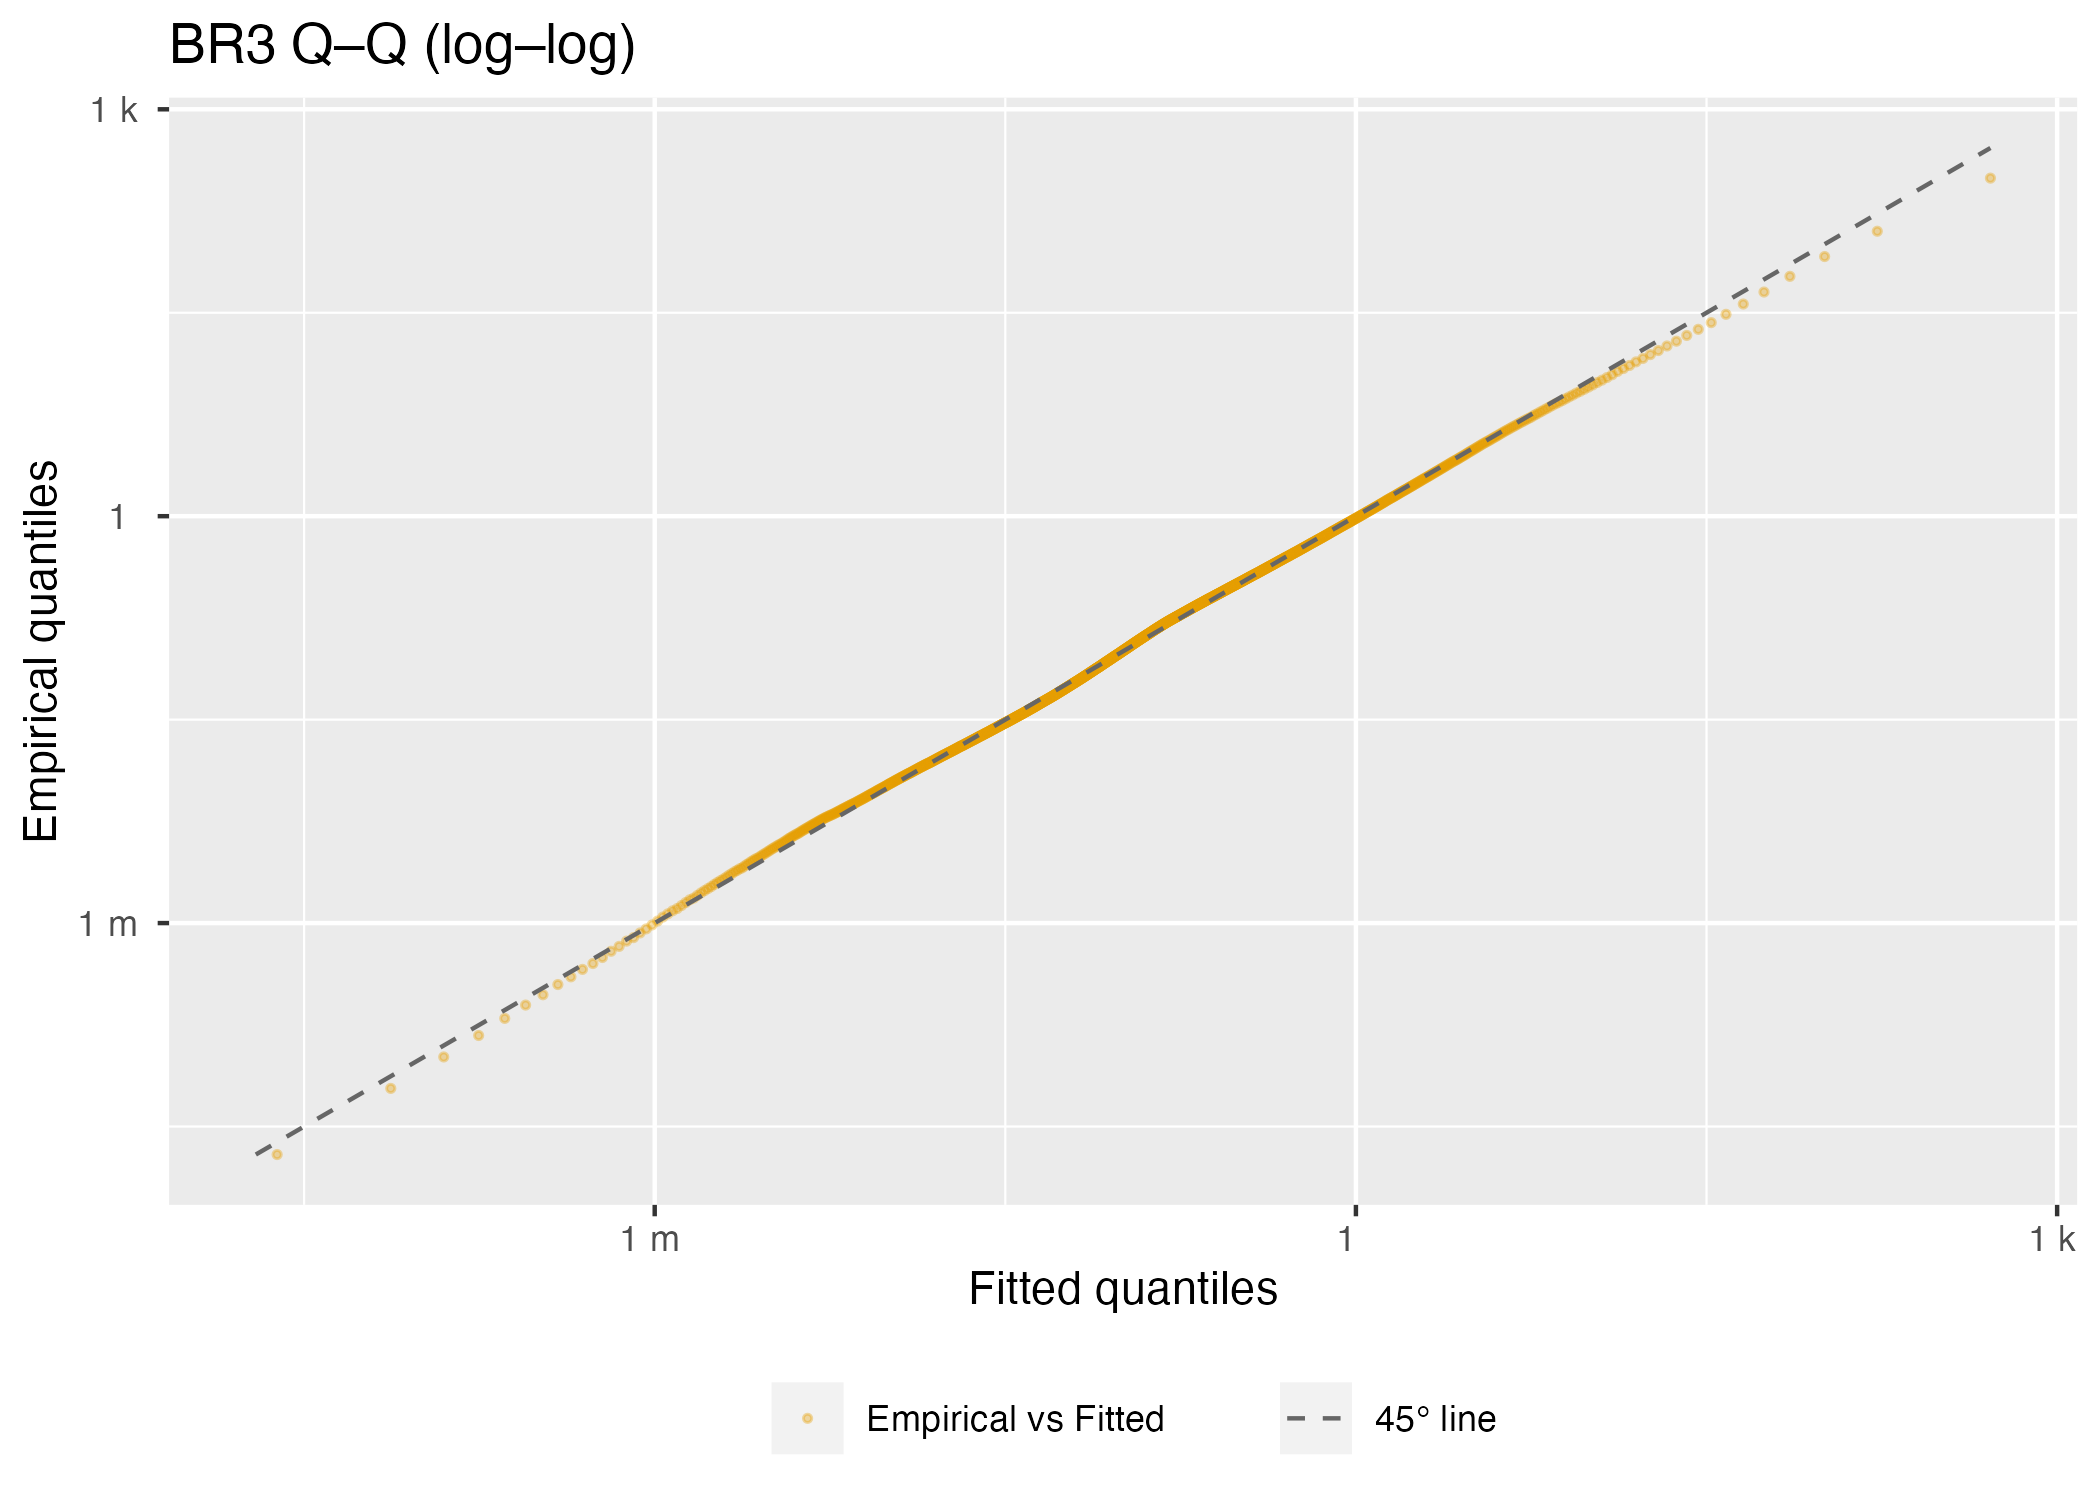 BR3 Q–Q (log–log)
1 k
1
1 m
Empirical quantiles
1 m
1
1 k
Fitted quantiles
Empirical vs Fitted
45° line